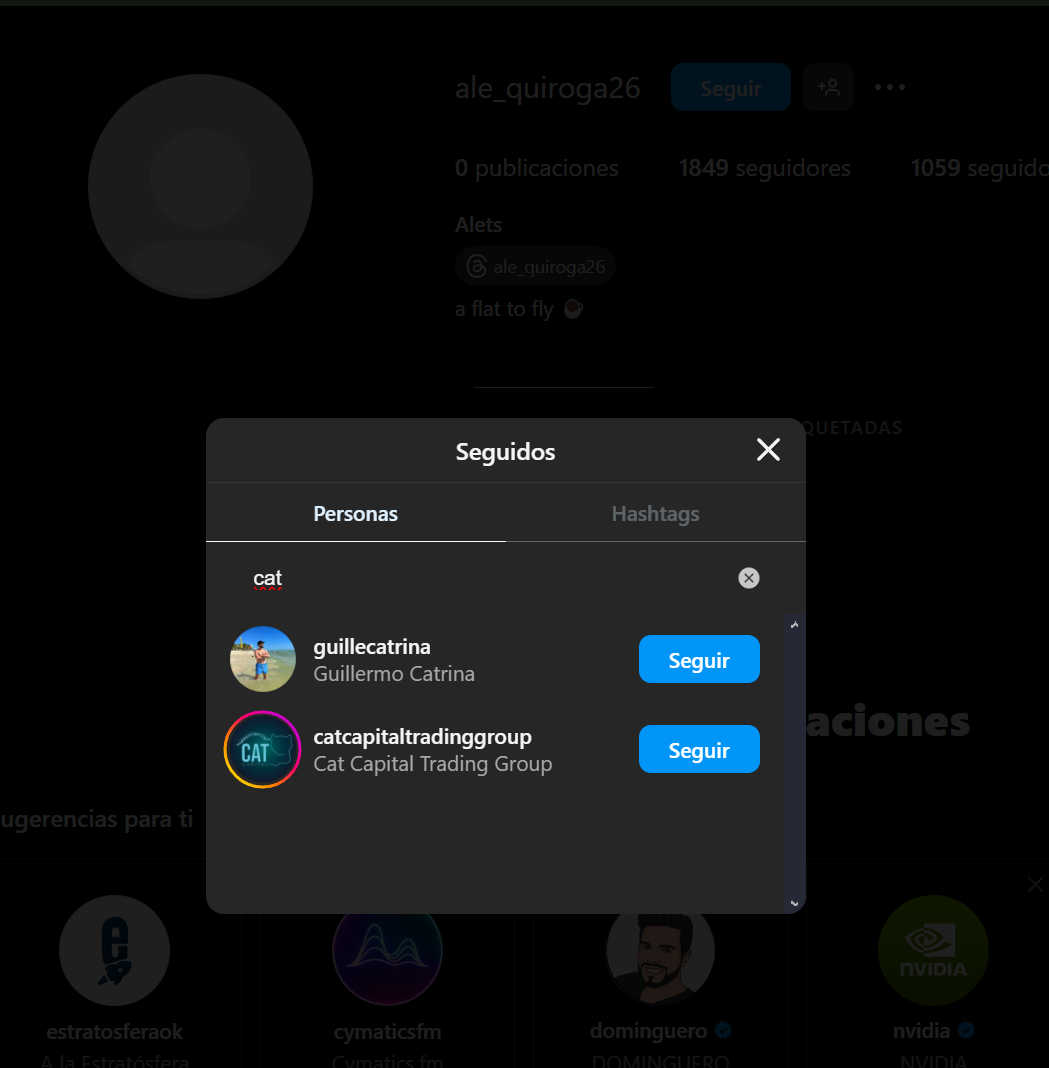 ale_quiroga26
Seguir
0 publicaciones
1849 seguidores
1059 seguido
Alets
ale_quiroga26
a flat to fly
QUETADAS
Seguidos
Personas
Hashtags
cat
guillecatrina
Guillermo Catrina
Seguir
CAT
catcapitaltradinggroup
Cat Capital Trading Group
Seguir
aciones
ugerencias para ti
e
NVIDIA
estratosferaok
cymaticsfm
dominguero
nvidia
A la Estratósfera
Cymatics.fm
DOMINGUERO
NVIDIA